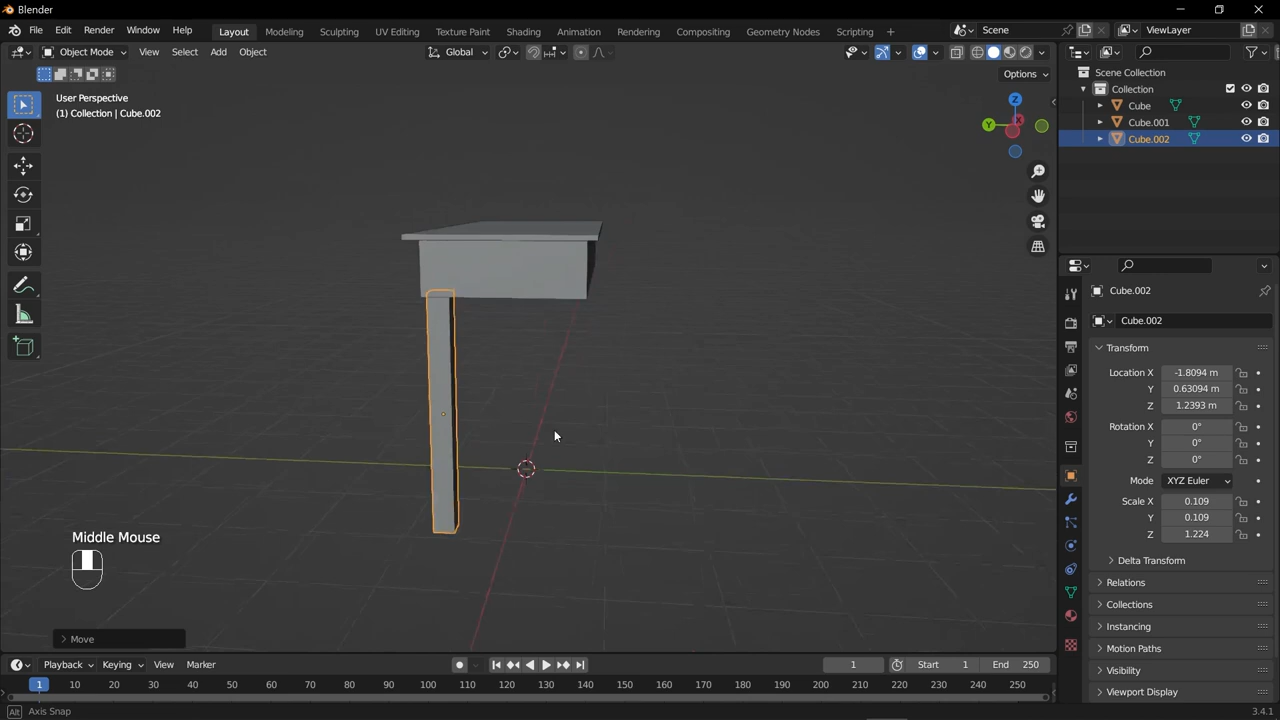 Blender
File Edit Render Window Help Layout Modeling Sculpting UV Editing Texture Paint Shading Animation Rendering Compositing Geometry Nodes Scripting + Scene ViewLayer
Object Mode View Select Add Object Global
Options
User Perspective
(1) Collection | Cube.002
Z
Y
X
Scene Collection
Collection
Cube
Cube.001
Cube.002
Cube.002
Cube.002
Transform
Location X -1.8094 m
Y 0.63094 m
Z 1.2393 m
Rotation X 0°
Y 0°
Z 0°
Mode XYZ Euler
Scale X 0.109
Y 0.109
Z 1.224
Delta Transform
Relations
Collections
Instancing
Motion Paths
Visibility
Viewport Display
Middle Mouse
Move
Playback Keying View Marker 1 Start 1 End 250
1 10 20 30 40 50 60 70 80 90 100 110 120 130 140 150 160 170 180 190 200 210 220 230 240 250
Alt Axis Snap 3.4.1